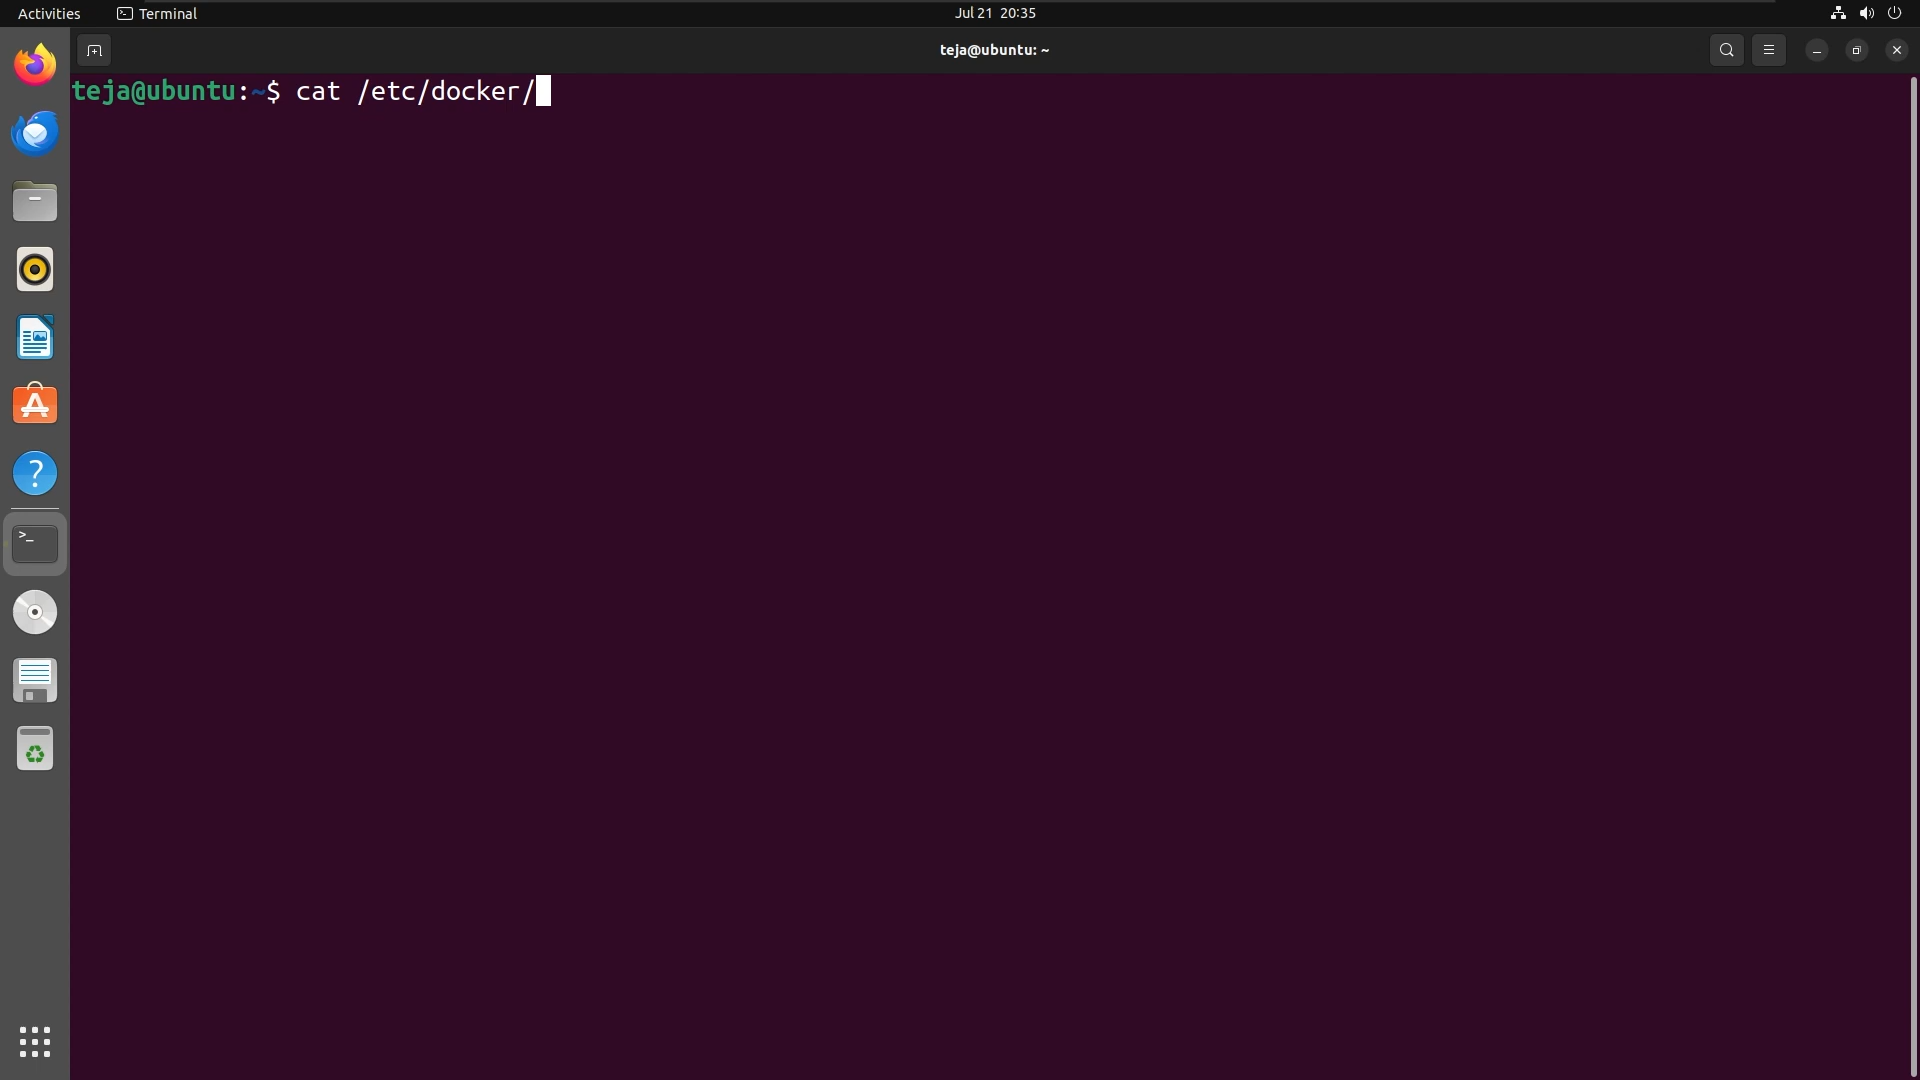 Activities Terminal Jul 21 20:35
teja@ubuntu: ~
teja@ubuntu:~$ cat /etc/docker/